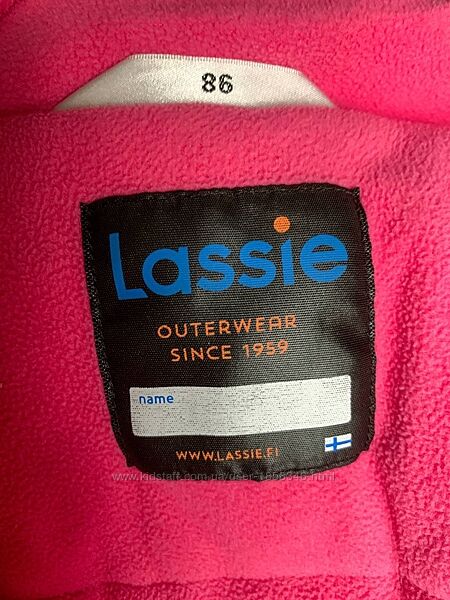 86
Lassie
OUTERWEAR
SINCE 1959
name
WWW.LASSIE.FI